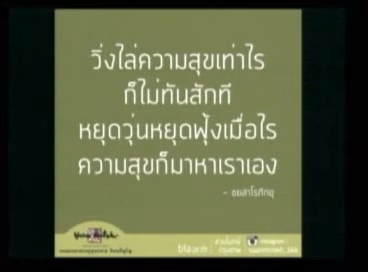 วิ่งไล่ความสุขเท่าไร
ก็ไม่ทันสักที
หยุดวุ่นหยุดฟุ้งเมื่อไร
ความสุขก็มาหาเราเอง
- ชยสาโรภิกขุ